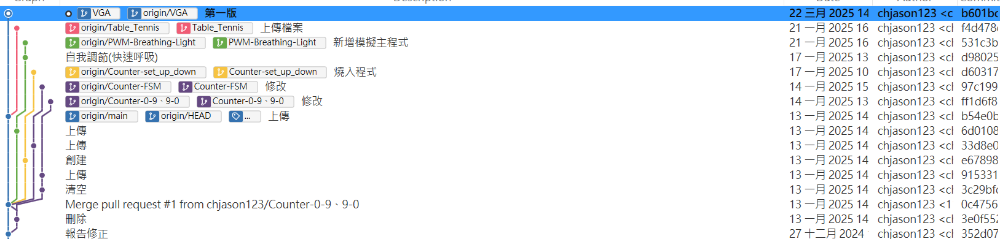 Graph Description Date Author Commit
VGA origin/VGA 第一版 22 三月 2025 14 chjason123 <c b601bc
origin/Table_Tennis Table_Tennis 上傳檔案 21 一月 2025 16 chjason123 <cl f4d478
origin/PWM-Breathing-Light PWM-Breathing-Light 新增模擬主程式 21 一月 2025 16 chjason123 <cl 531c3b
自我調節(快速呼吸) 17 一月 2025 13 chjason123 <cl d98025
origin/Counter-set_up_down Counter-set_up_down 燒入程式 17 一月 2025 10 chjason123 <cl d60317
origin/Counter-FSM Counter-FSM 修改 14 一月 2025 15 chjason123 <cl 97c199
origin/Counter-0-9、9-0 Counter-0-9、9-0 修改 14 一月 2025 13 chjason123 <cl ff1d6f8
origin/main origin/HEAD ... 上傳 13 一月 2025 14 chjason123 <cl b54e0b
上傳 13 一月 2025 14 chjason123 <cl 6d0108
上傳 13 一月 2025 14 chjason123 <cl 33d8e0
創建 13 一月 2025 14 chjason123 <cl e67898
上傳 13 一月 2025 14 chjason123 <cl 915331
清空 13 一月 2025 14 chjason123 <cl 3c29bf
Merge pull request #1 from chjason123/Counter-0-9、9-0 13 一月 2025 14 chjason123 <1 0c4756
刪除 13 一月 2025 14 chjason123 <cl 3e0f552
報告修正 27 十二月 2024 chjason123 <cl 352d07